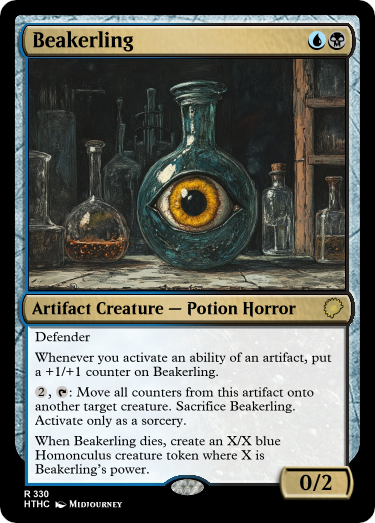 Beakerling
Artifact Creature — Potion Horror
Defender
Whenever you activate an ability of an artifact, put
a +1/+1 counter on Beakerling.
2, : Move all counters from this artifact onto
another target creature. Sacrifice Beakerling.
Activate only as a sorcery.
When Beakerling dies, create an X/X blue
Homonculus creature token where X is
Beakerling's power.
0/2
R 330
HTHC Midjourney